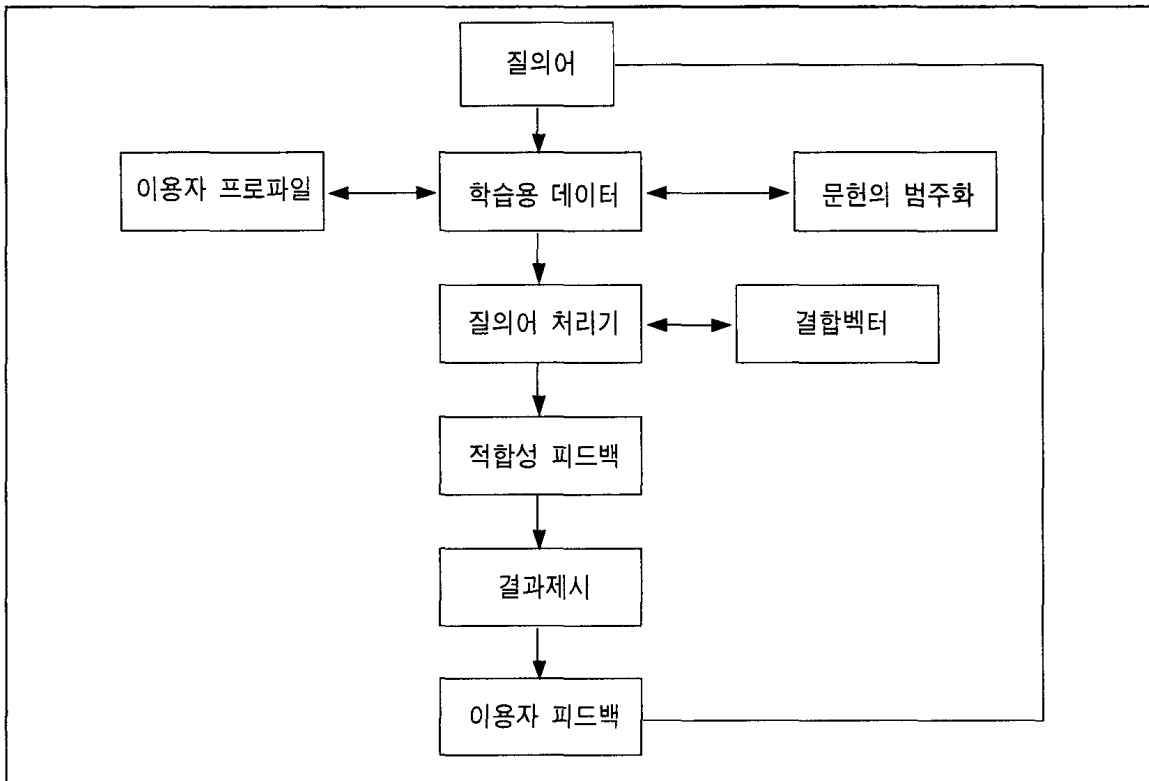 질의어
이용자 프로파일
학습용 데이터
문헌의 범주화
질의어 처리기
결합벡터
적합성 피드백
결과제시
이용자 피드백